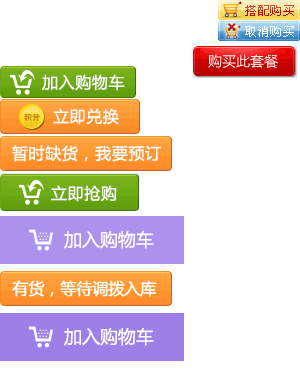 搭配购买
取消购买
购买此套餐
加入购物车
积分 立即兑换
暂时缺货，我要预订
立即抢购
加入购物车
有货，等待调拨入库
加入购物车